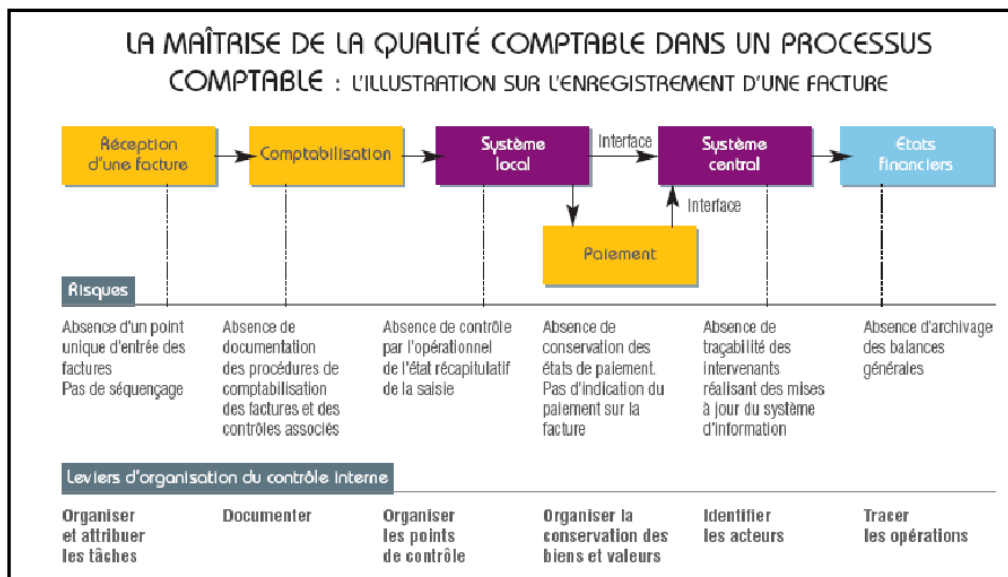 LA MAÎTRISE DE LA QUALITÉ COMPTABLE DANS UN PROCESSUS
COMPTABLE : L'ILLUSTRATION SUR L'ENREGISTREMENT D'UNE FACTURE
Réception
d'une facture
Comptabilisation
Système
local
Interface
Système
central
Etats
financiers
Interface
Paiement
Risques
Absence d'un point
unique d'entrée des
factures
Pas de séquençage
Absence de
documentation
des procédures de
comptabilisation
des factures et des
contrôles associés
Absence de contrôle
par l'opérationnel
de l'état récapitulatif
de la saisie
Absence de
conservation des
états de paiement.
Pas d'indication du
paiement sur la
facture
Absence de
traçabilité des
intervenants
réalisant des mises
à jour du système
d'information
Absence d'archivage
des balances
générales
Leviers d'organisation du contrôle interne
Organiser
et attribuer
les tâches
Documenter
Organiser
les points
de contrôle
Organiser la
conservation des
biens et valeurs
Identifier
les acteurs
Tracer
les opérations